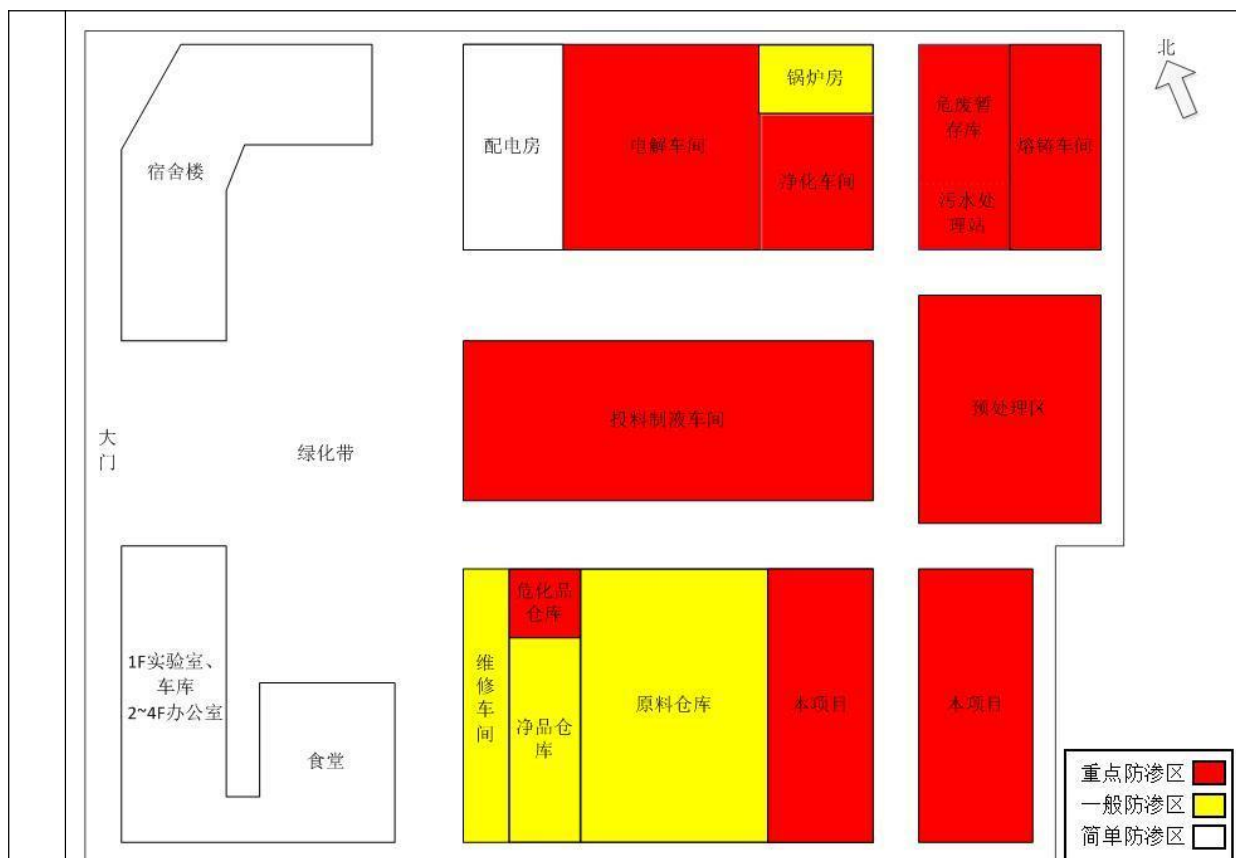 北
锅炉房
危废暂
存库
配电房
电解车间
熔铸车间
宿舍楼
净化车间
污水处
理站
投料制液车间
预处理区
大
门
绿化带
危化品
仓库
1F实验室、
车库
2~4F办公室
维
修
车
间
净品仓
库
原料仓库
本项目
本项目
食堂
重点防渗区
一般防渗区
简单防渗区